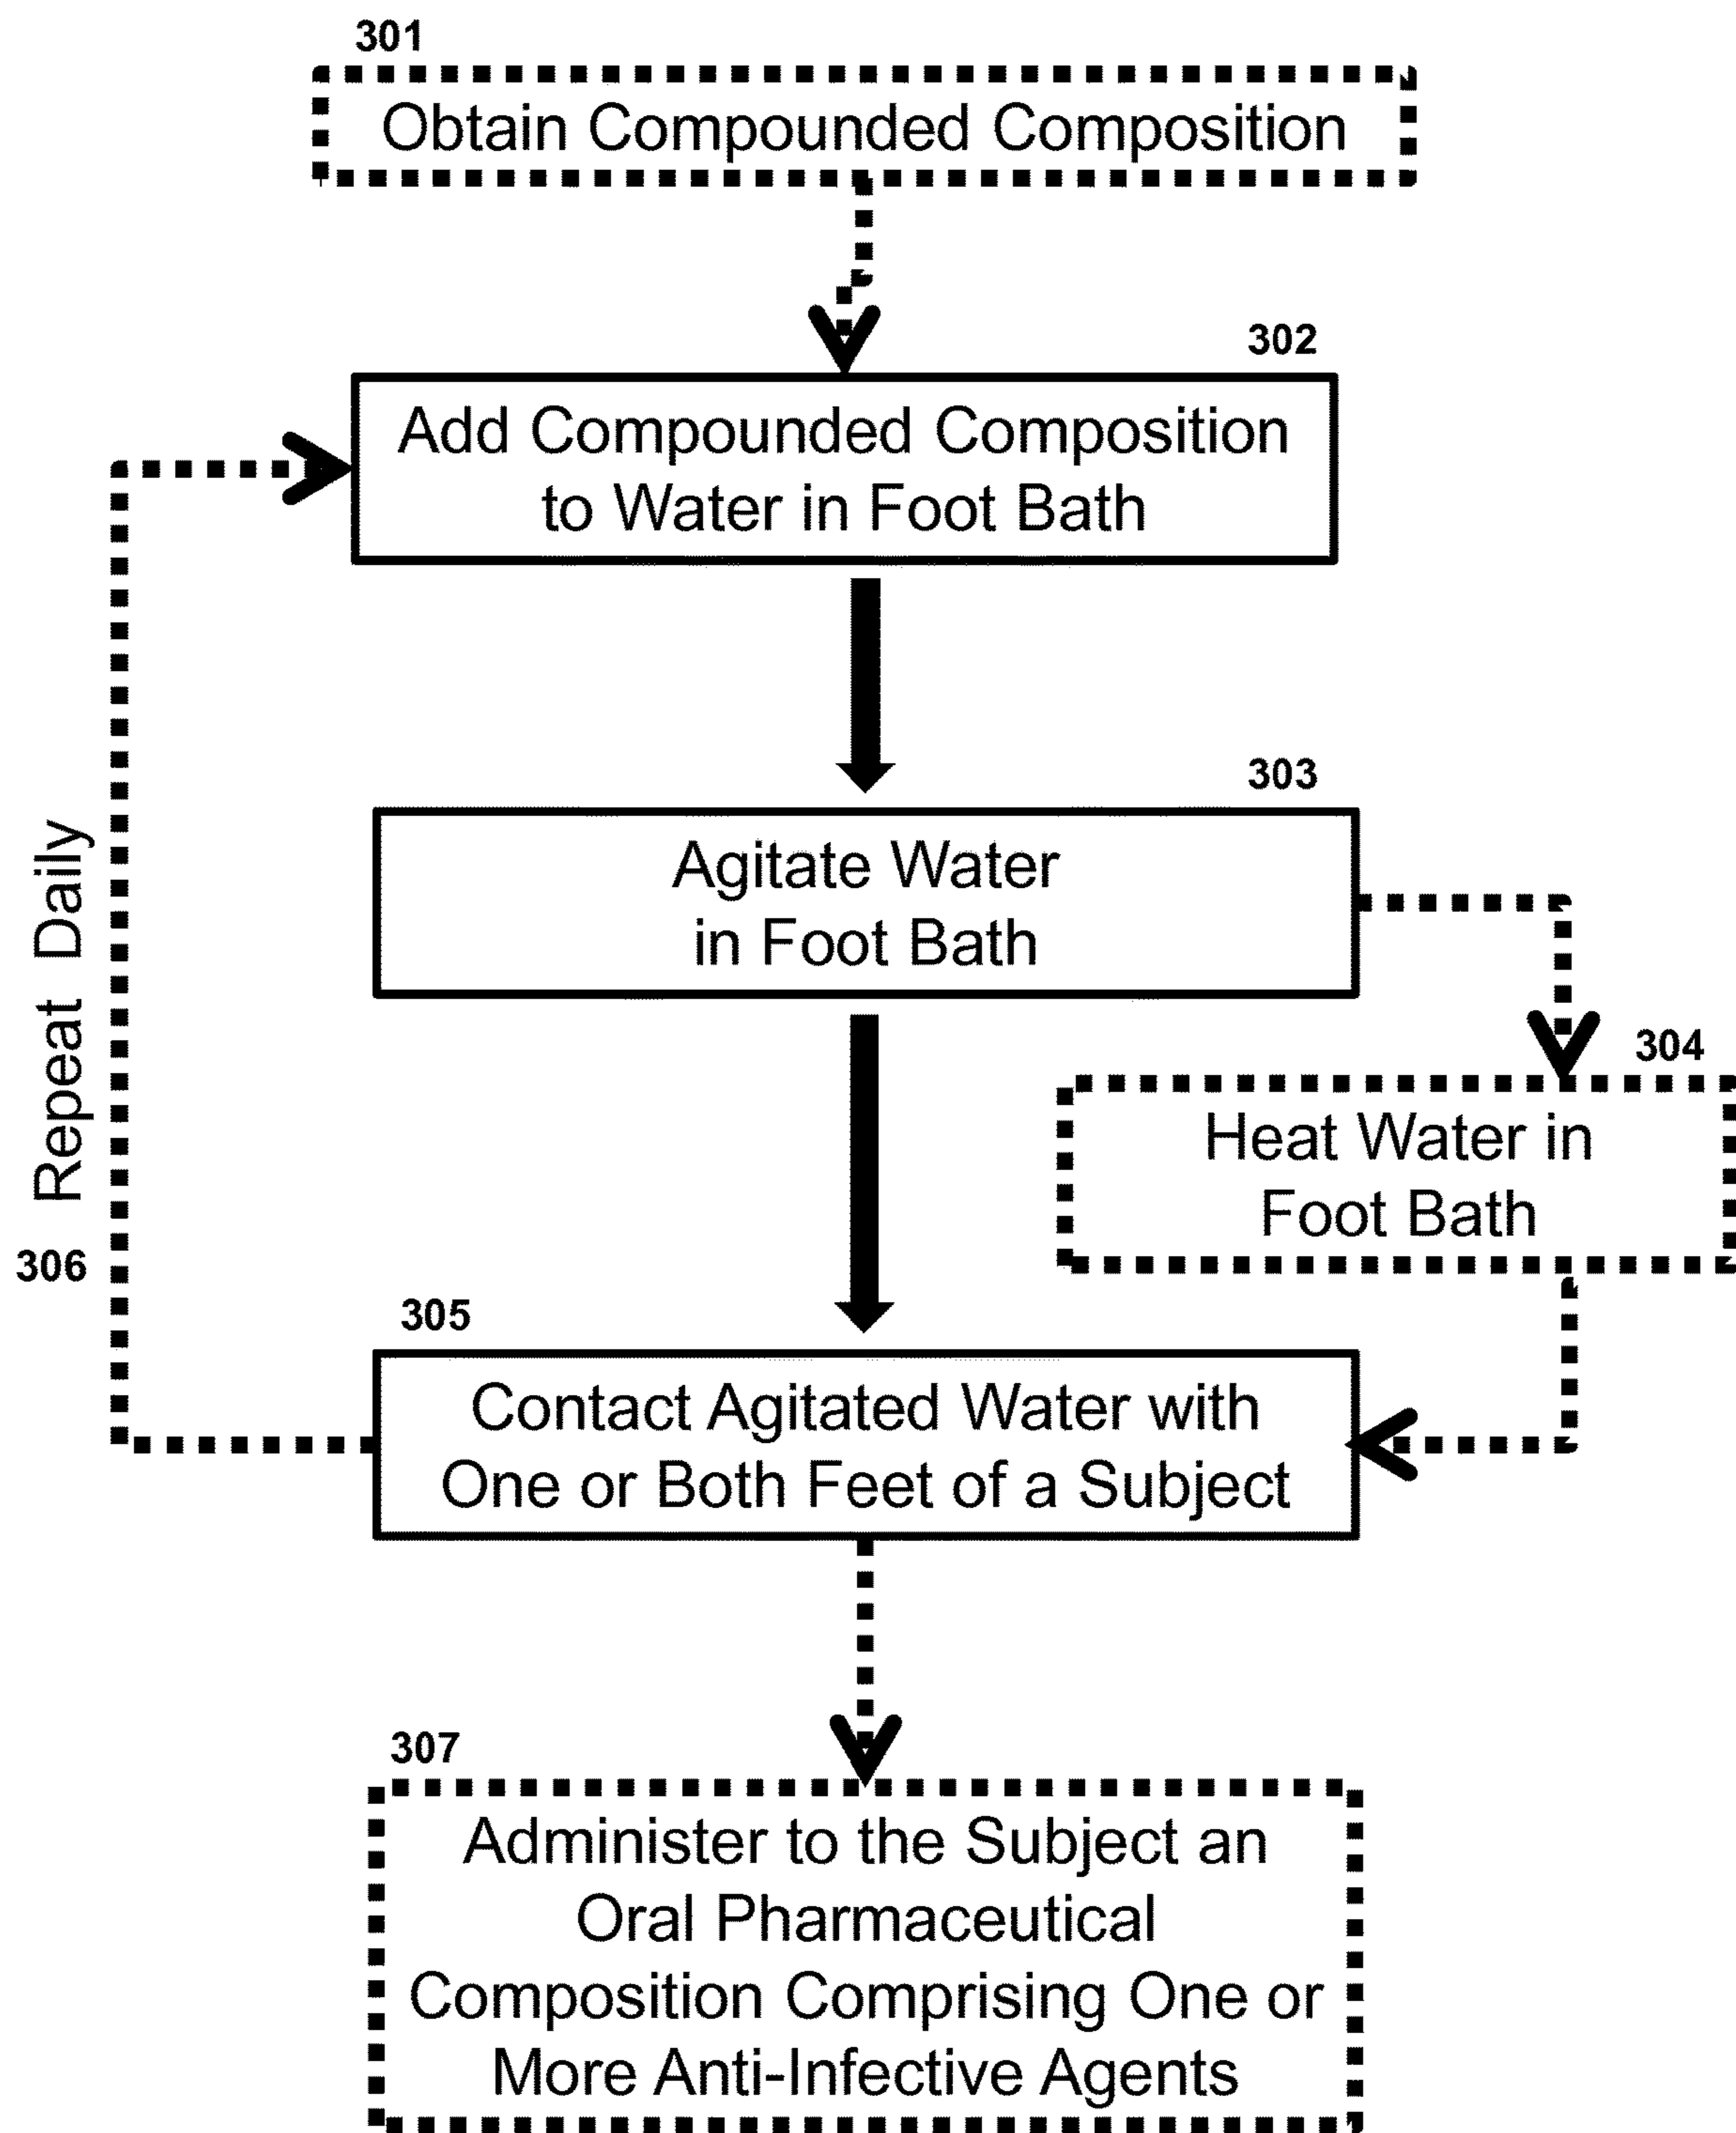 301
Obtain Compounded Composition
302
Add Compounded Composition
to Water in Foot Bath
303
Agitate Water
in Foot Bath
304
Heat Water in
Foot Bath
Repeat Daily
306
305
Contact Agitated Water with
One or Both Feet of a Subject
307
Administer to the Subject an
Oral Pharmaceutical
Composition Comprising One or
More Anti-Infective Agents